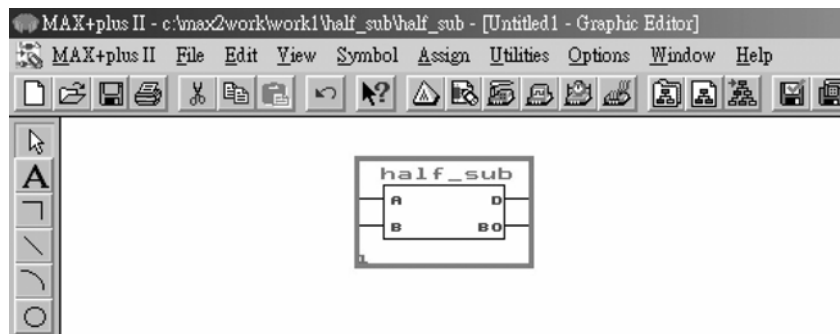 MAX+plus II - c:\max2work\work1\half_sub\half_sub - [Untitled1 - Graphic Editor]
MAX+plus II File Edit View Symbol Assign Utilities Options Window Help
A
half_sub
A D
B BO
1